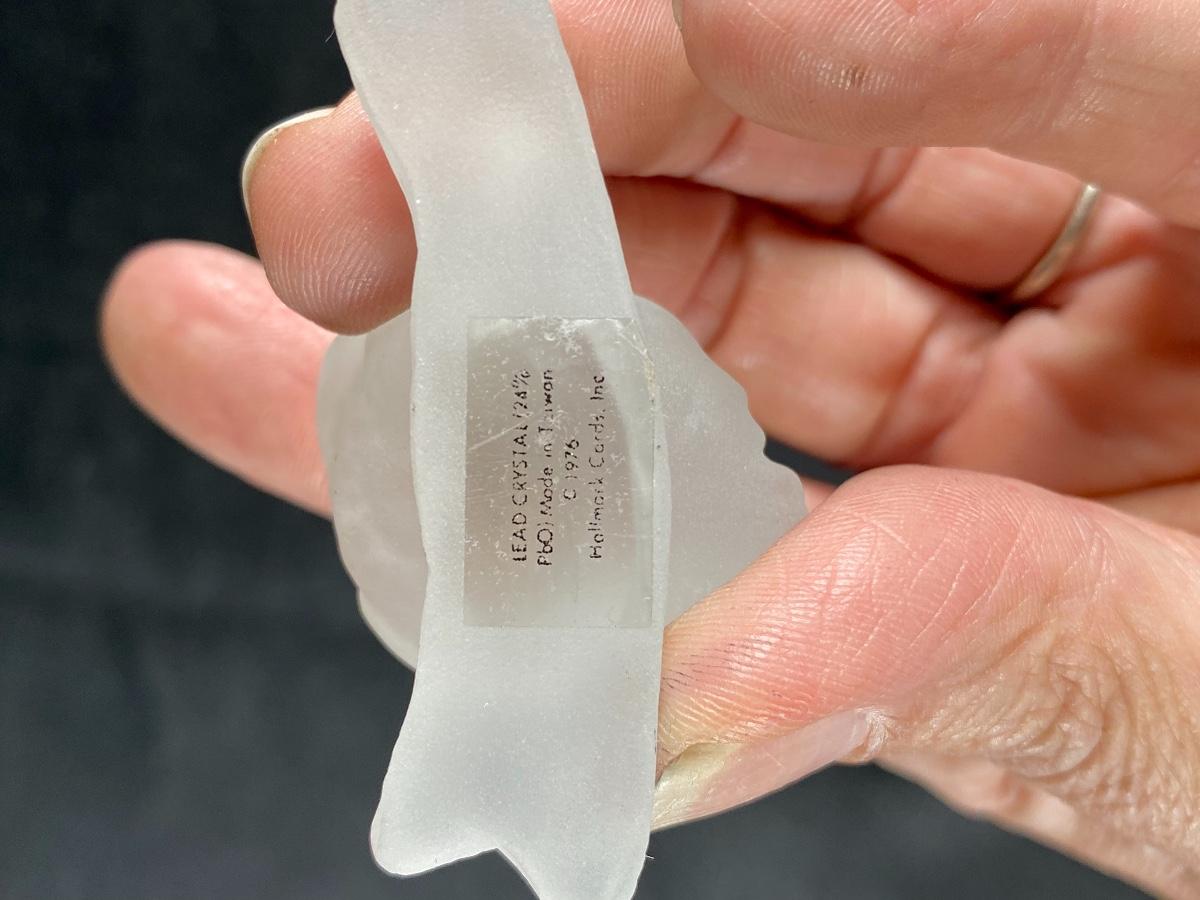 LEAD CRYSTAL (24%
PbO) Made in Taiwan
© 1976
Hallmark Cards, Inc.